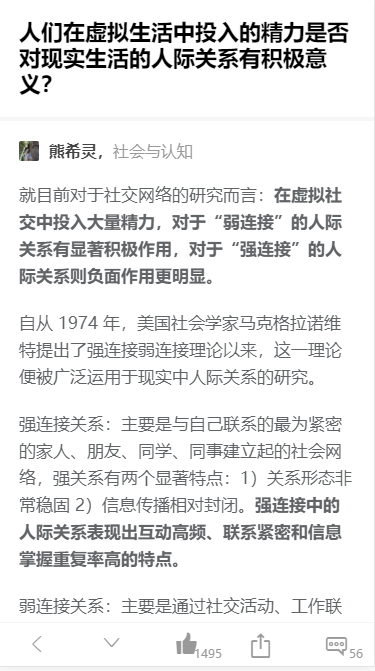 人们在虚拟生活中投入的精力是否
对现实生活的人际关系有积极意
义？
熊希灵，社会与认知
就目前对于社交网络的研究而言：在虚拟社
交中投入大量精力，对于“弱连接”的人际
关系有显著积极作用，对于“强连接”的人
际关系则负面作用更明显。
自从 1974 年，美国社会学家马克格拉诺维
特提出了强连接弱连接理论以来，这一理论
便被广泛运用于现实中人际关系的研究。
强连接关系：主要是与自己联系的最为紧密
的家人、朋友、同学、同事建立起的社会网
络，强关系有两个显著特点：1）关系形态非
常稳固 2）信息传播相对封闭。强连接中的
人际关系表现出互动高频、联系紧密和信息
掌握重复率高的特点。
弱连接关系：主要是通过社交活动、工作联
1495
56